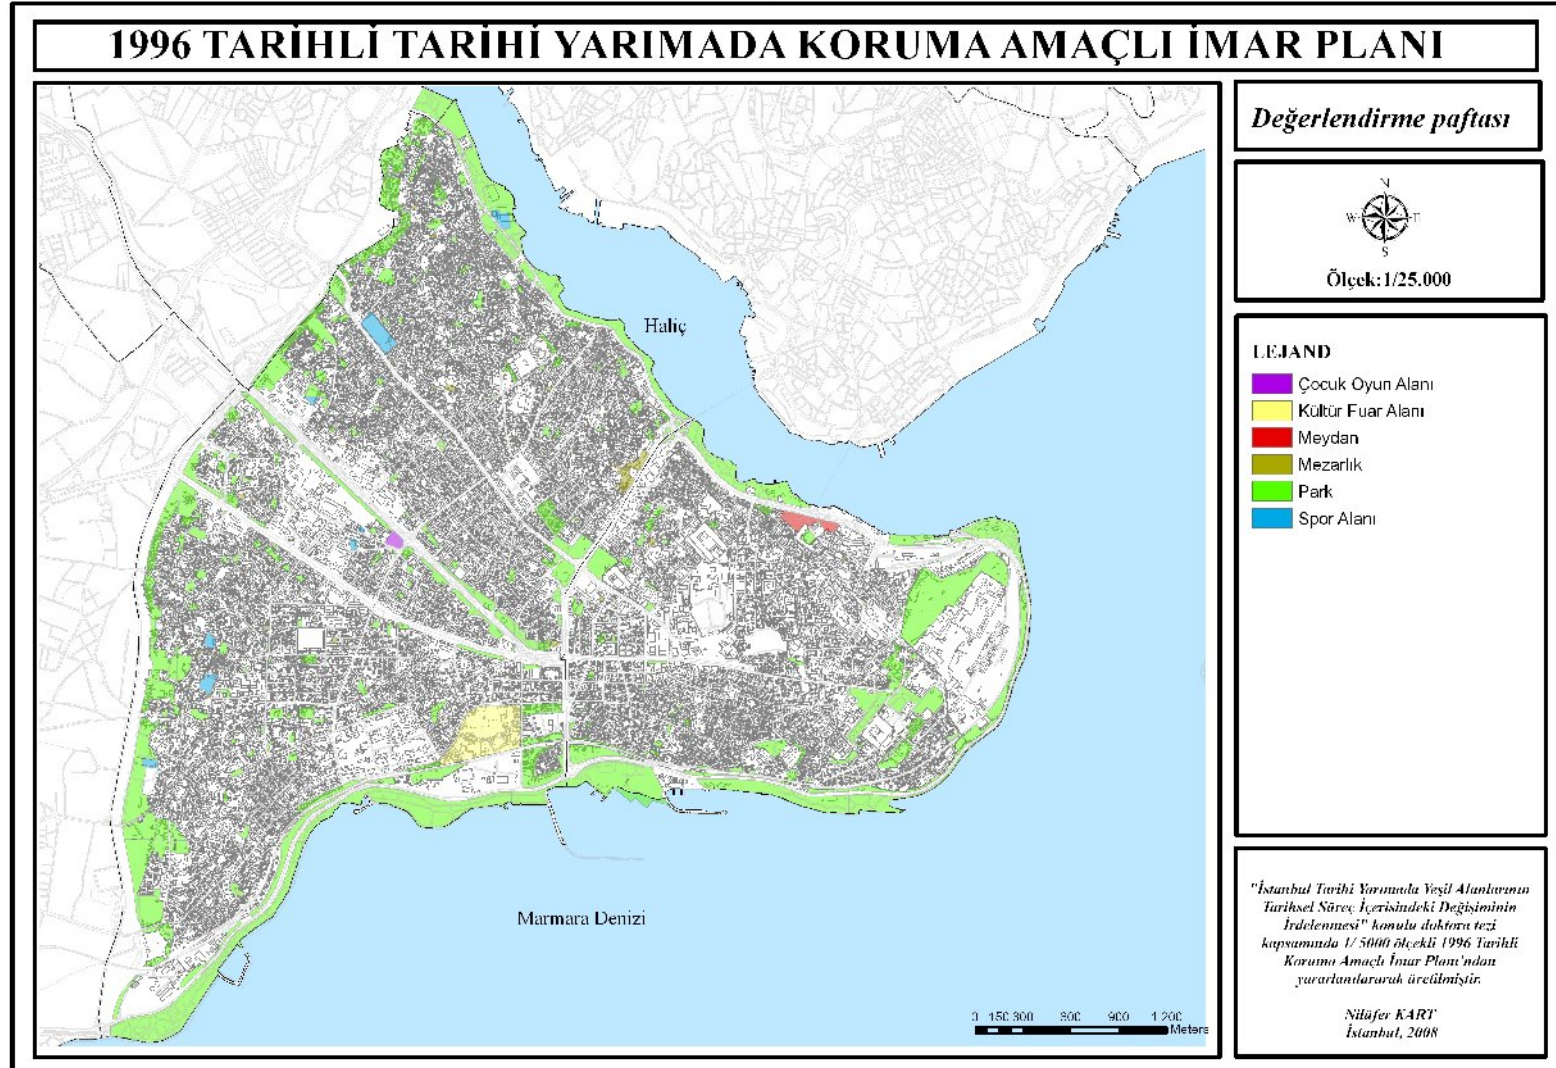 1996 TARİHLİ TARİHİ YARIMADA KORUMA AMAÇLI İMAR PLANI
Değerlendirme paftası
N
W E
S
Ölçek:1/25.000
Haliç
LEJAND
Çocuk Oyun Alanı
Kültür Fuar Alanı
Meydan
Mezarlık
Park
Spor Alanı
Marmara Denizi
"İstanbul Tarihi Yarımada Yeşil Alanlarının
Tarihsel Süreç İçerisindeki Değişiminin
İrdelenmesi" konulu doktora tezi
kapsamında 1/ 5000 ölçekli 1996 Tarihli
Koruma Amaçlı İmar Planı'ndan
yararlandırarak üretilmiştir.
Nilüfer KART
İstanbul, 2008
0 150 300 600 900 1 200
Meters